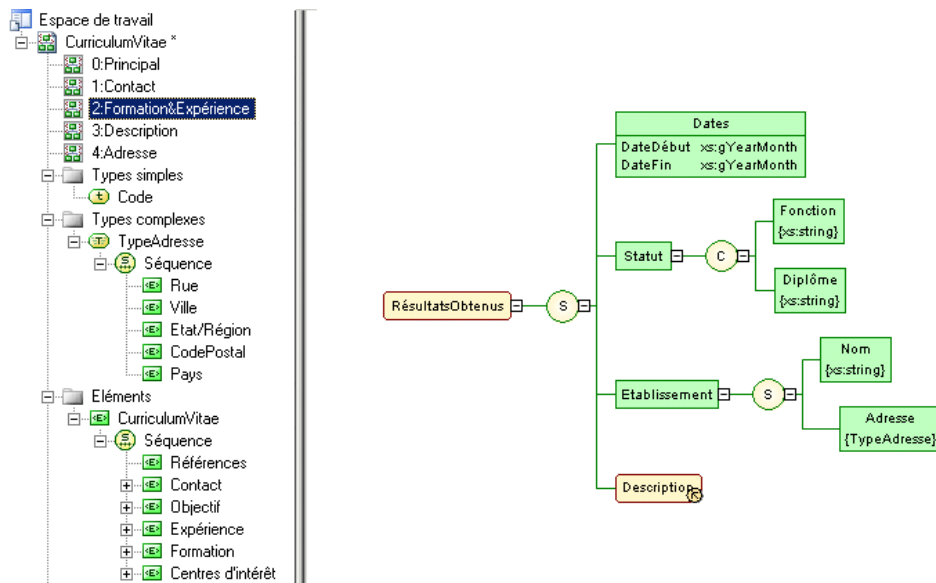 Espace de travail
CurriculumVitae *
0:Principal
1:Contact
2:Formation&Expérience
3:Description
4:Adresse
Types simples
t Code
Types complexes
T TypeAdresse
S Séquence
<E> Rue
<E> Ville
<E> Etat/Région
<E> CodePostal
<E> Pays
Eléments
<E> CurriculumVitae
S Séquence
<E> Références
<E> Contact
<E> Objectif
<E> Expérience
<E> Formation
<E> Centres d'intérêt
Dates
DateDébut xs:gYearMonth
DateFin xs:gYearMonth
Fonction
{xs:string}
Statut
C
Diplôme
{xs:string}
RésultatsObtenus
S
Nom
{xs:string}
Etablissement
S
Adresse
{TypeAdresse}
Description